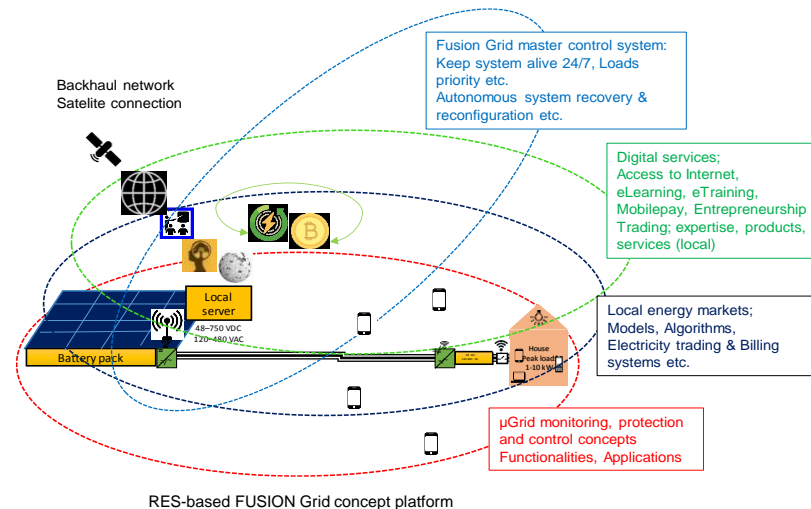 Fusion Grid master control system:
Keep system alive 24/7, Loads
priority etc.
Autonomous system recovery &
reconfiguration etc.
Backhaul network
Satelite connection
Digital services;
Access to Internet,
eLearning, eTraining,
Mobilepay, Entrepreneurship
Trading; expertise, products,
services (local)
Local
server
48–750 VDC
120–480 VAC
Battery pack
House
Peak load
1-10 kW
Local energy markets;
Models, Algorithms,
Electricity trading & Billing
systems etc.
µGrid monitoring, protection
and control concepts
Functionalities, Applications
RES-based FUSION Grid concept platform